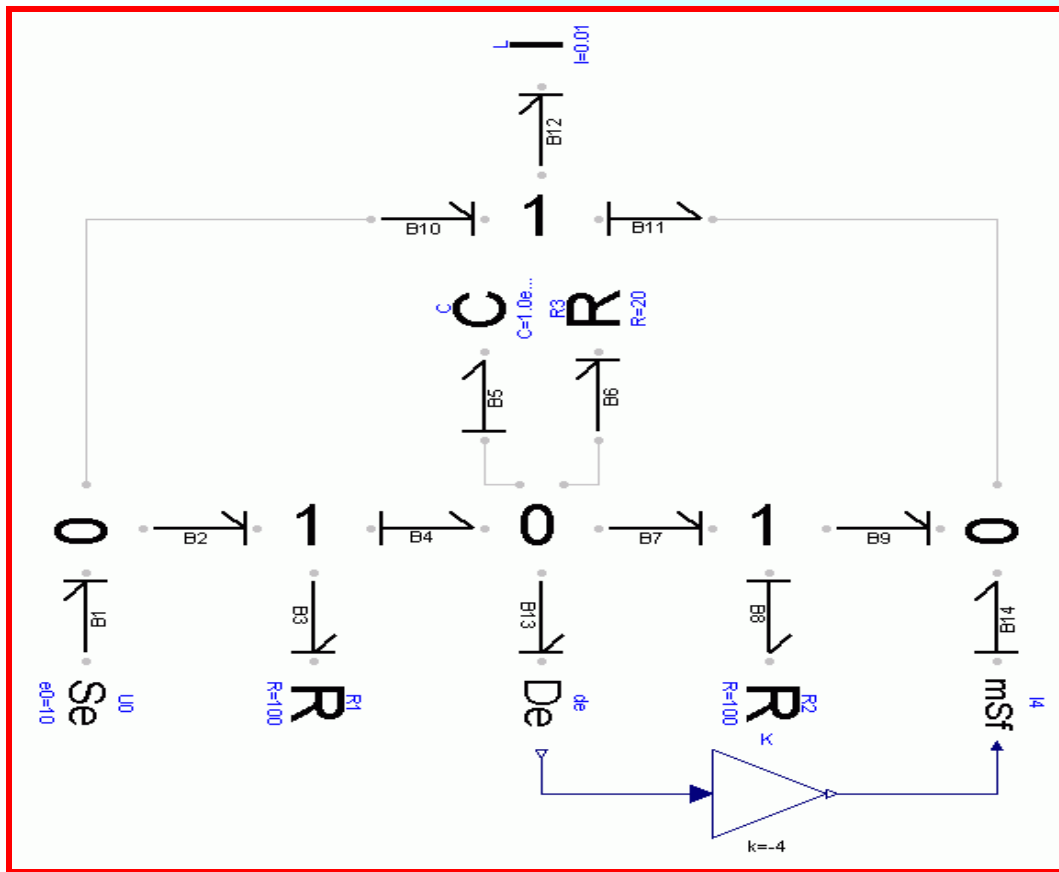 L
I
I=0.01
B12
B10
1
B11
C
C
C=1.0e...
R3
R
R=20
B5
B6
0
B2
1
B4
0
B7
1
B9
0
B1
B3
B13
B8
B14
Se
U0
e0=10
R
R1
R=100
De
de
R
R2
R=100
mSf
I4
K
k=-4